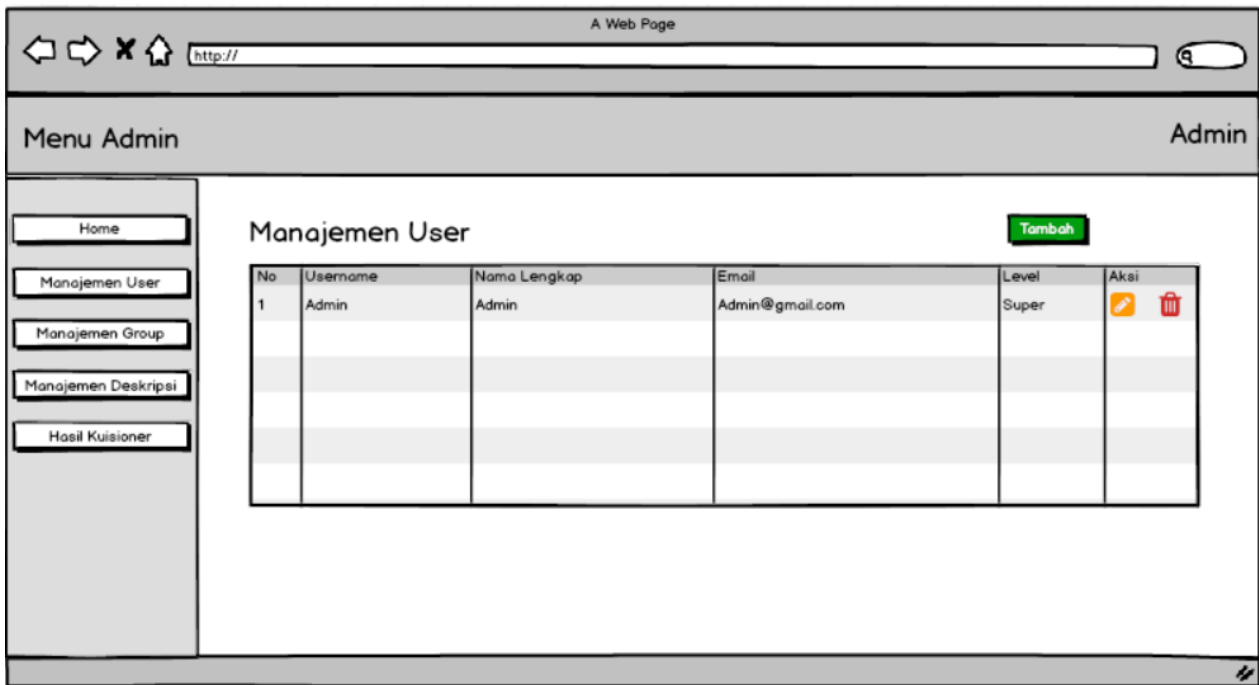 A Web Page
http://
Menu Admin
Admin
Home
Manajemen User
Manajemen Group
Manajemen Deskripsi
Hasil Kuisioner
Manajemen User
Tambah
No Username Nama Lengkap Email Level Aksi
1 Admin Admin Admin@gmail.com Super